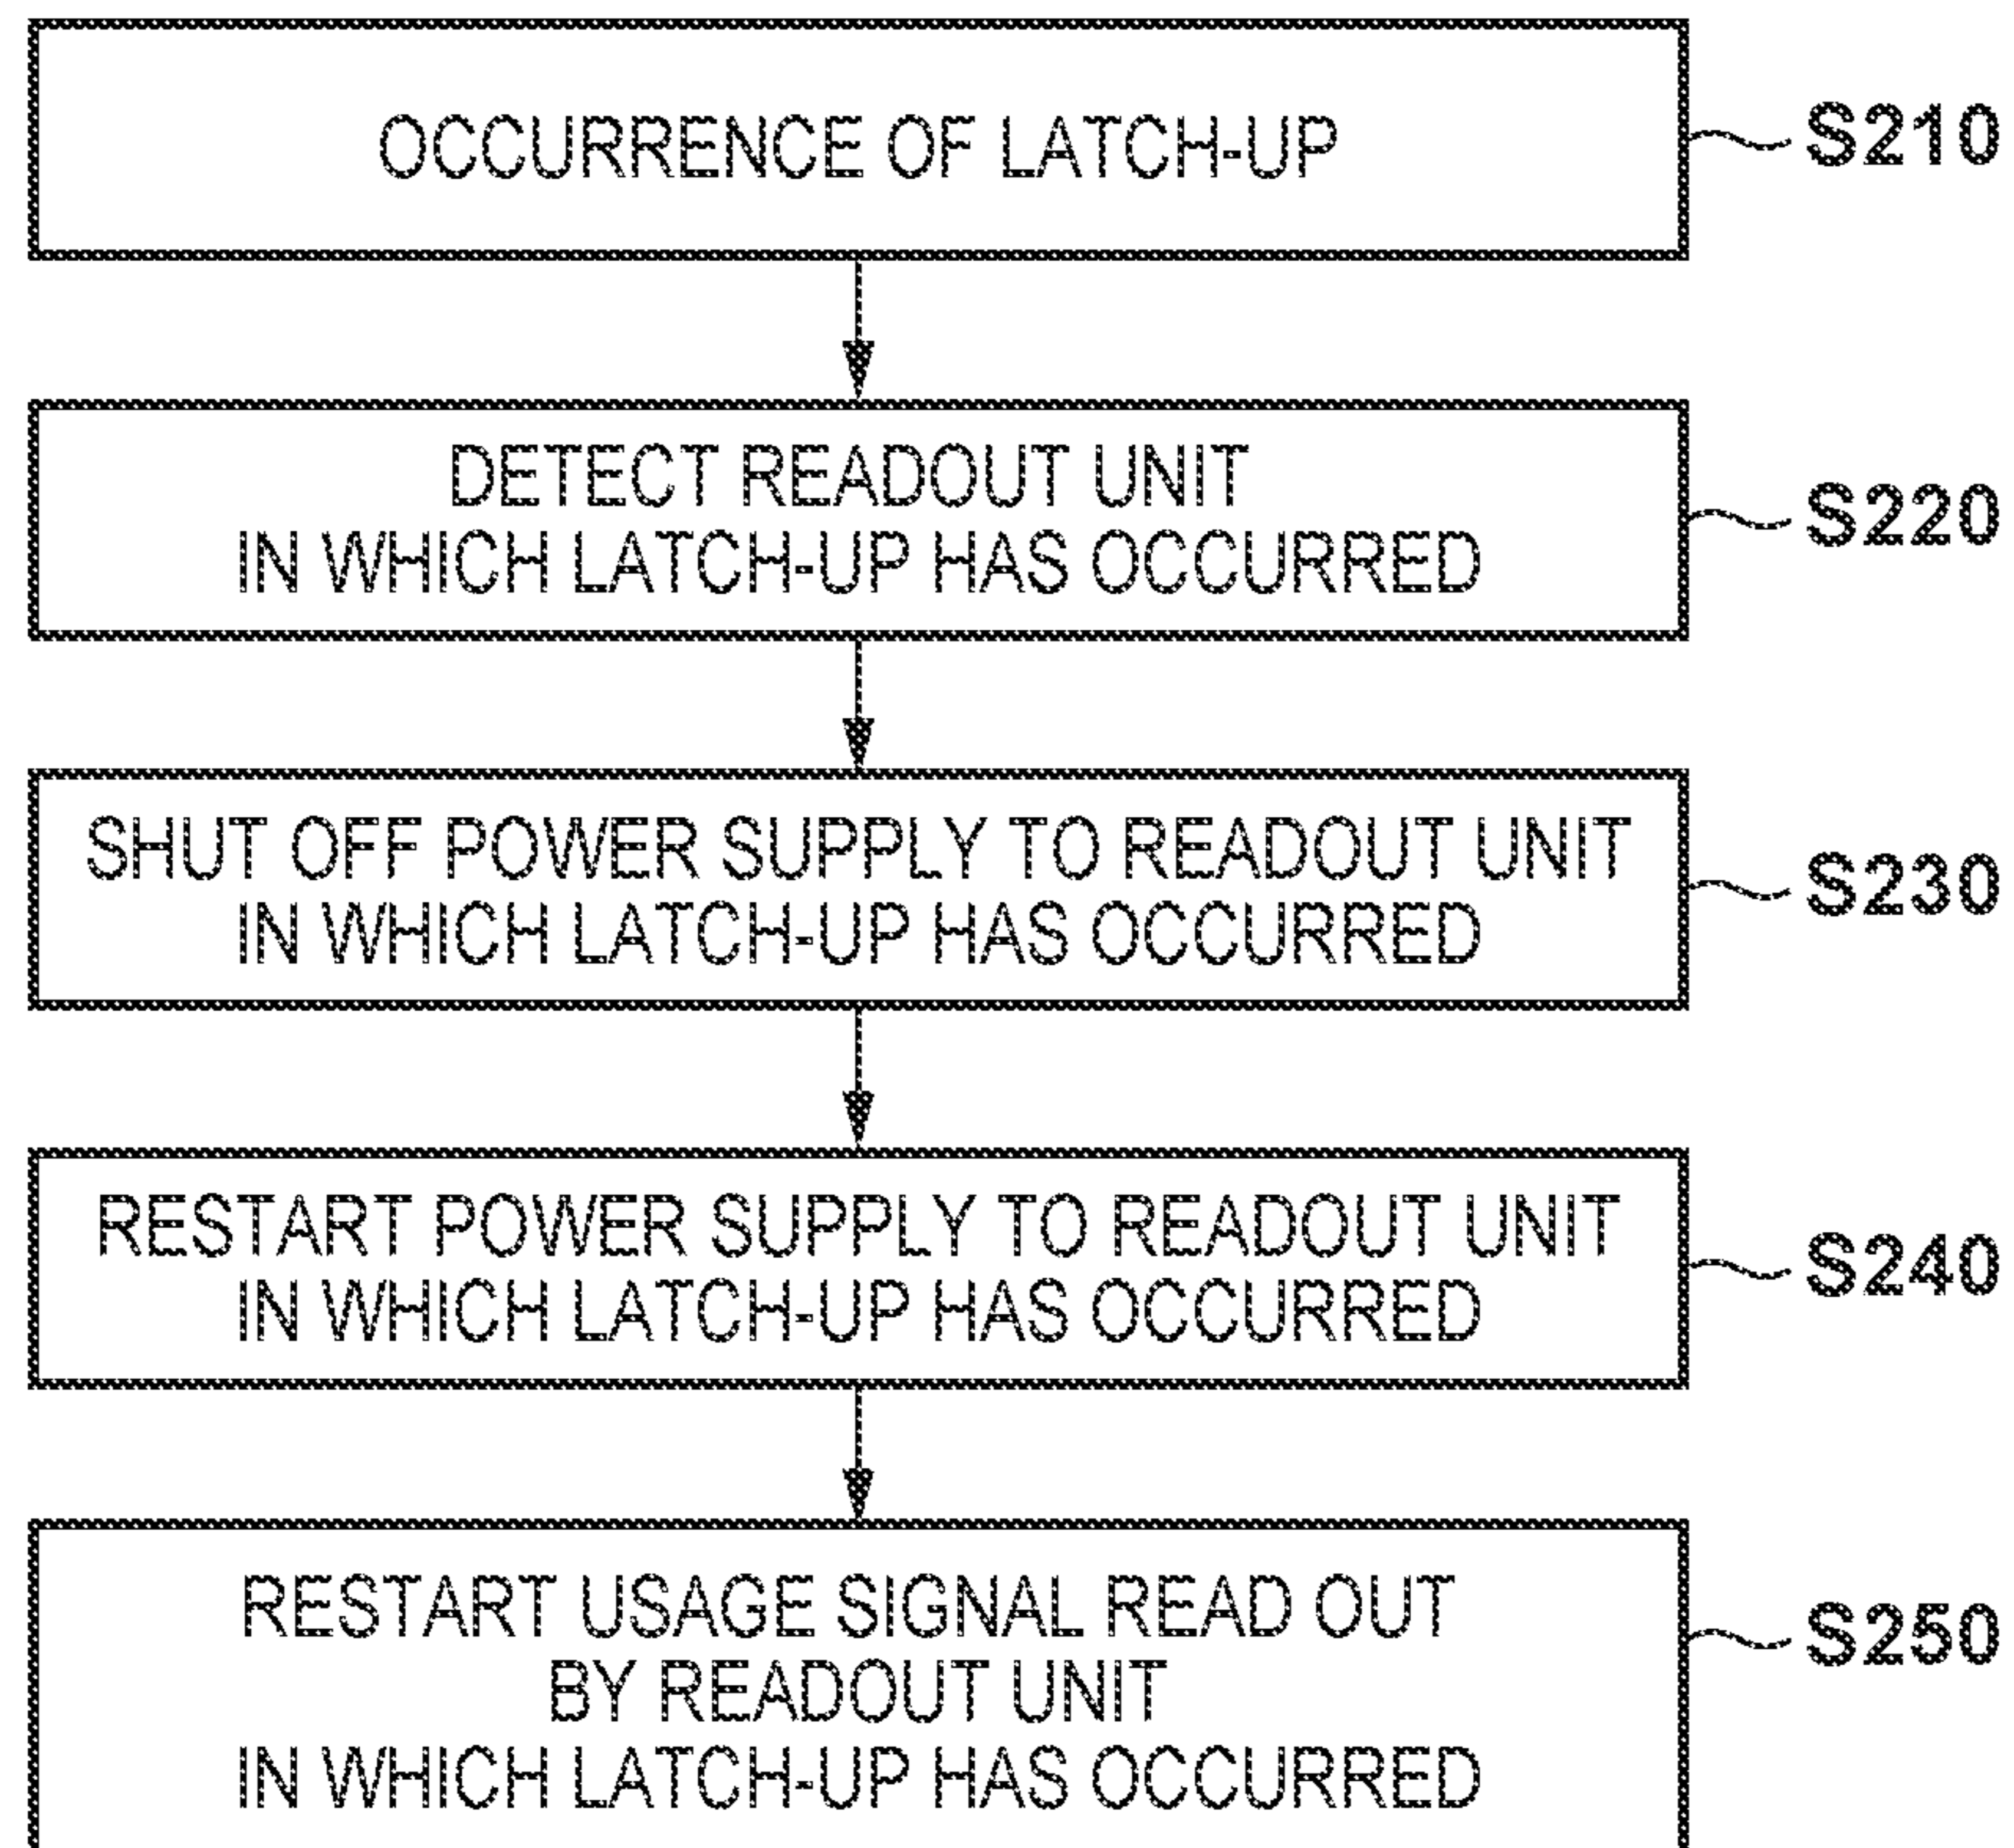 OCCURRENCE OF LATCH-UP
S210
DETECT READOUT UNIT
IN WHICH LATCH-UP HAS OCCURRED
S220
SHUT OFF POWER SUPPLY TO READOUT UNIT
IN WHICH LATCH-UP HAS OCCURRED
S230
RESTART POWER SUPPLY TO READOUT UNIT
IN WHICH LATCH-UP HAS OCCURRED
S240
RESTART USAGE SIGNAL READ OUT
BY READOUT UNIT
IN WHICH LATCH-UP HAS OCCURRED
S250